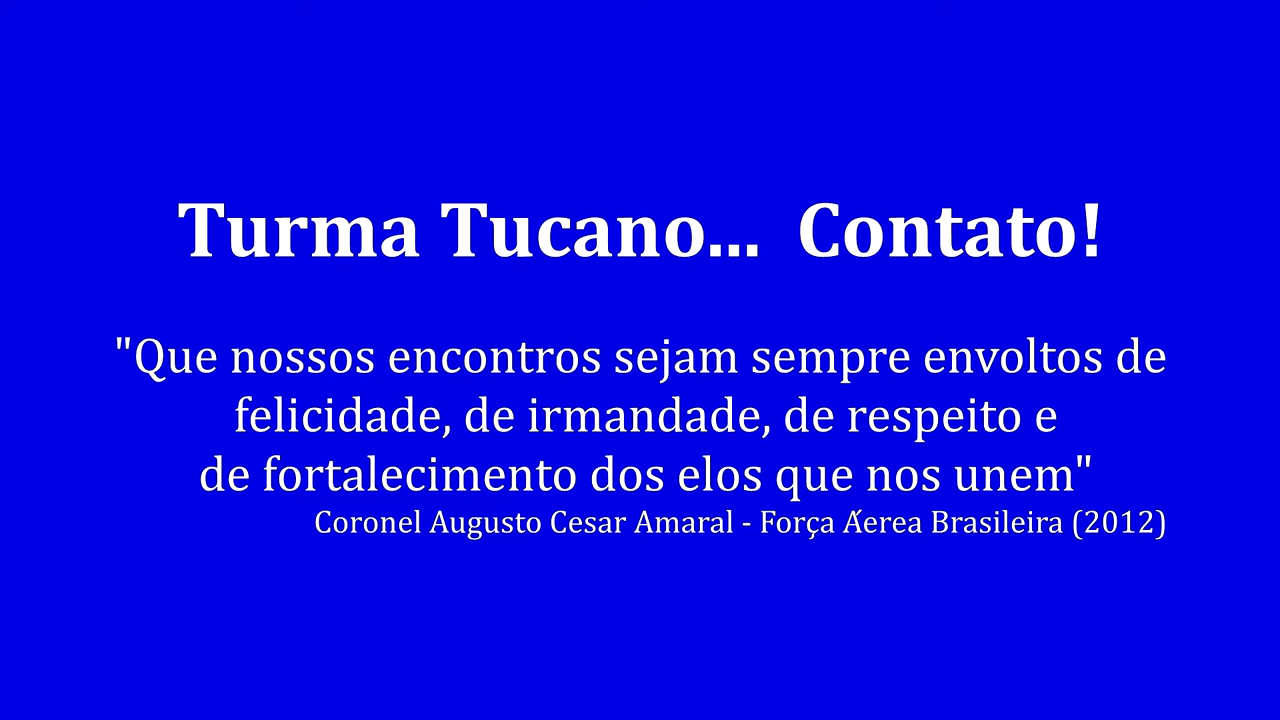 Turma Tucano... Contato!
"Que nossos encontros sejam sempre envoltos de
felicidade, de irmandade, de respeito e
de fortalecimento dos elos que nos unem"
Coronel Augusto Cesar Amaral - Força Áerea Brasileira (2012)